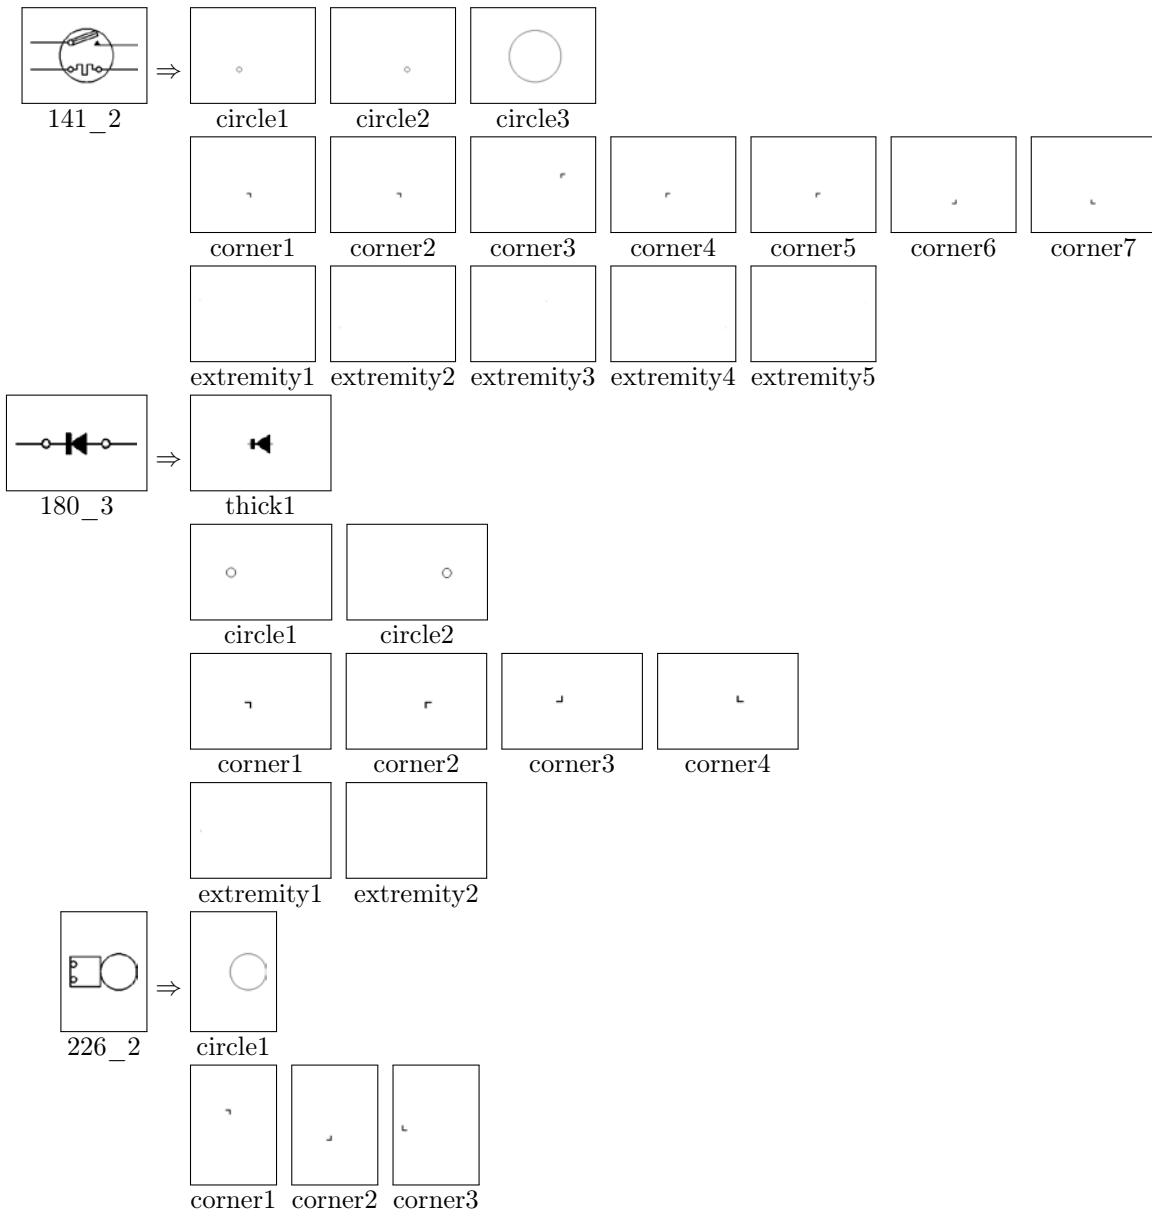 ⇒
141_2 circle1 circle2 circle3
corner1 corner2 corner3 corner4 corner5 corner6 corner7
extremity1 extremity2 extremity3 extremity4 extremity5
⇒
180_3 thick1
circle1 circle2
corner1 corner2 corner3 corner4
extremity1 extremity2
⇒
226_2 circle1
corner1 corner2 corner3